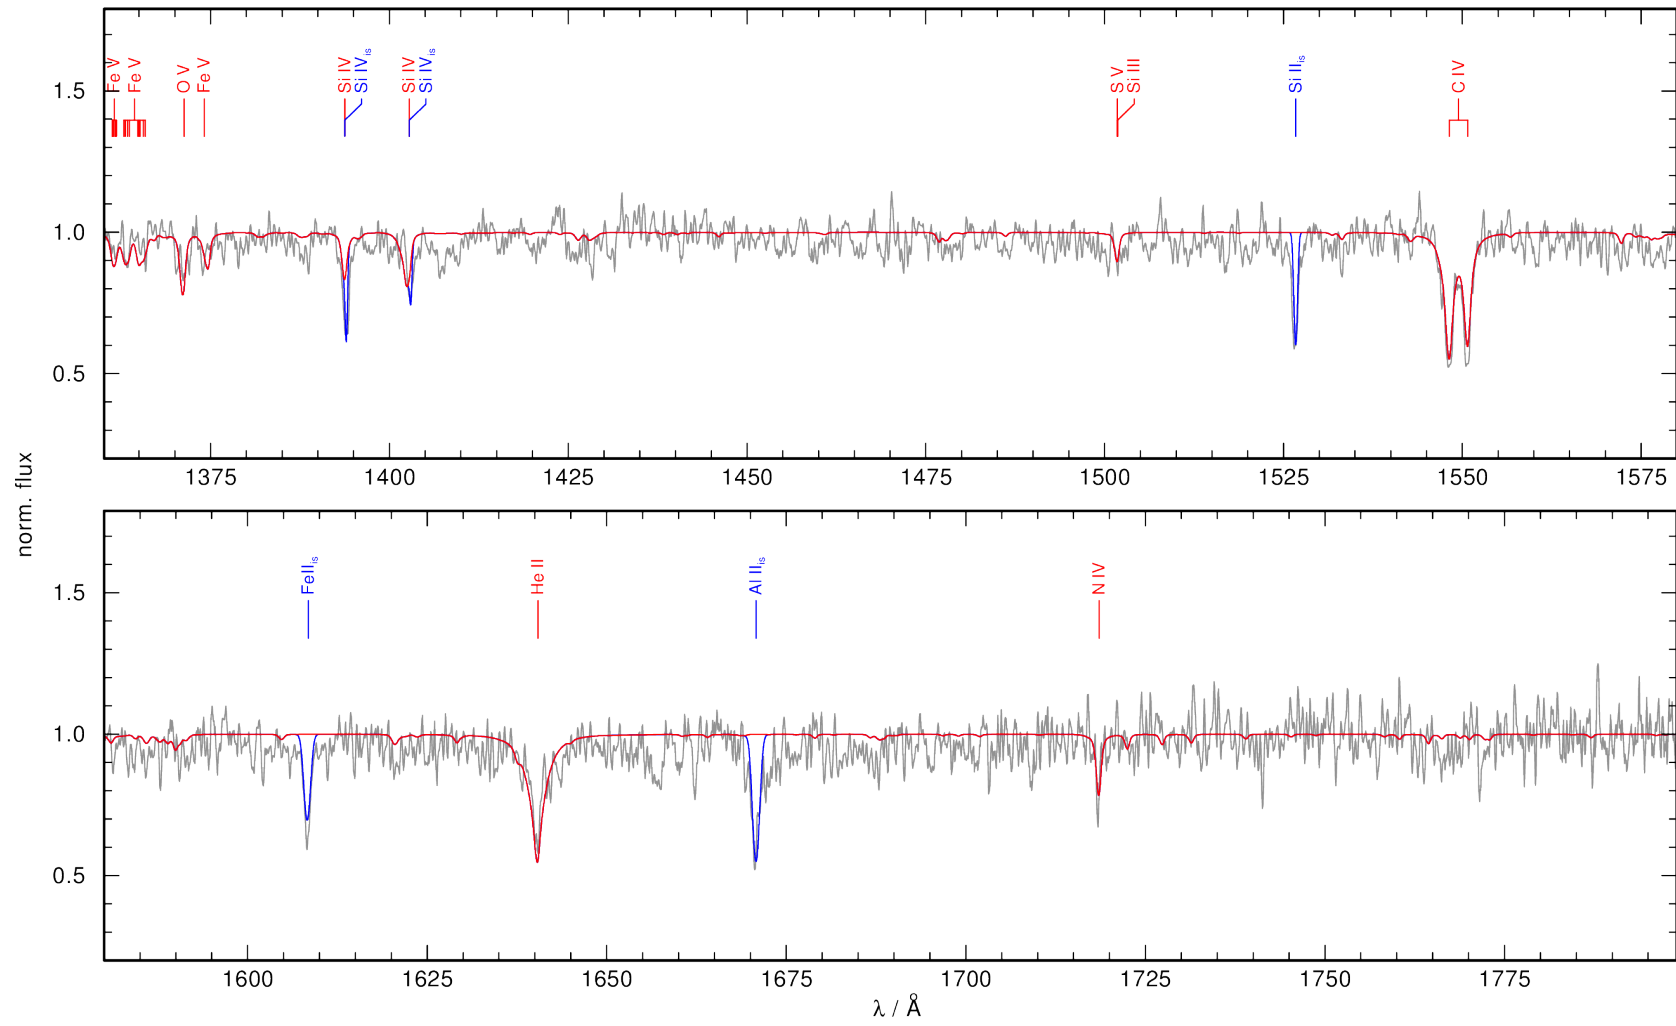 Fe V Fe V O V Fe V Si IV Si IVis Si IV Si IVis S V Si III Si IIis C IV
1.5
1.0
0.5
1375 1400 1425 1450 1475 1500 1525 1550 1575
norm. flux
FeIIis He II Al IIis N IV
1.5
1.0
0.5
1600 1625 1650 1675 1700 1725 1750 1775
λ / Å